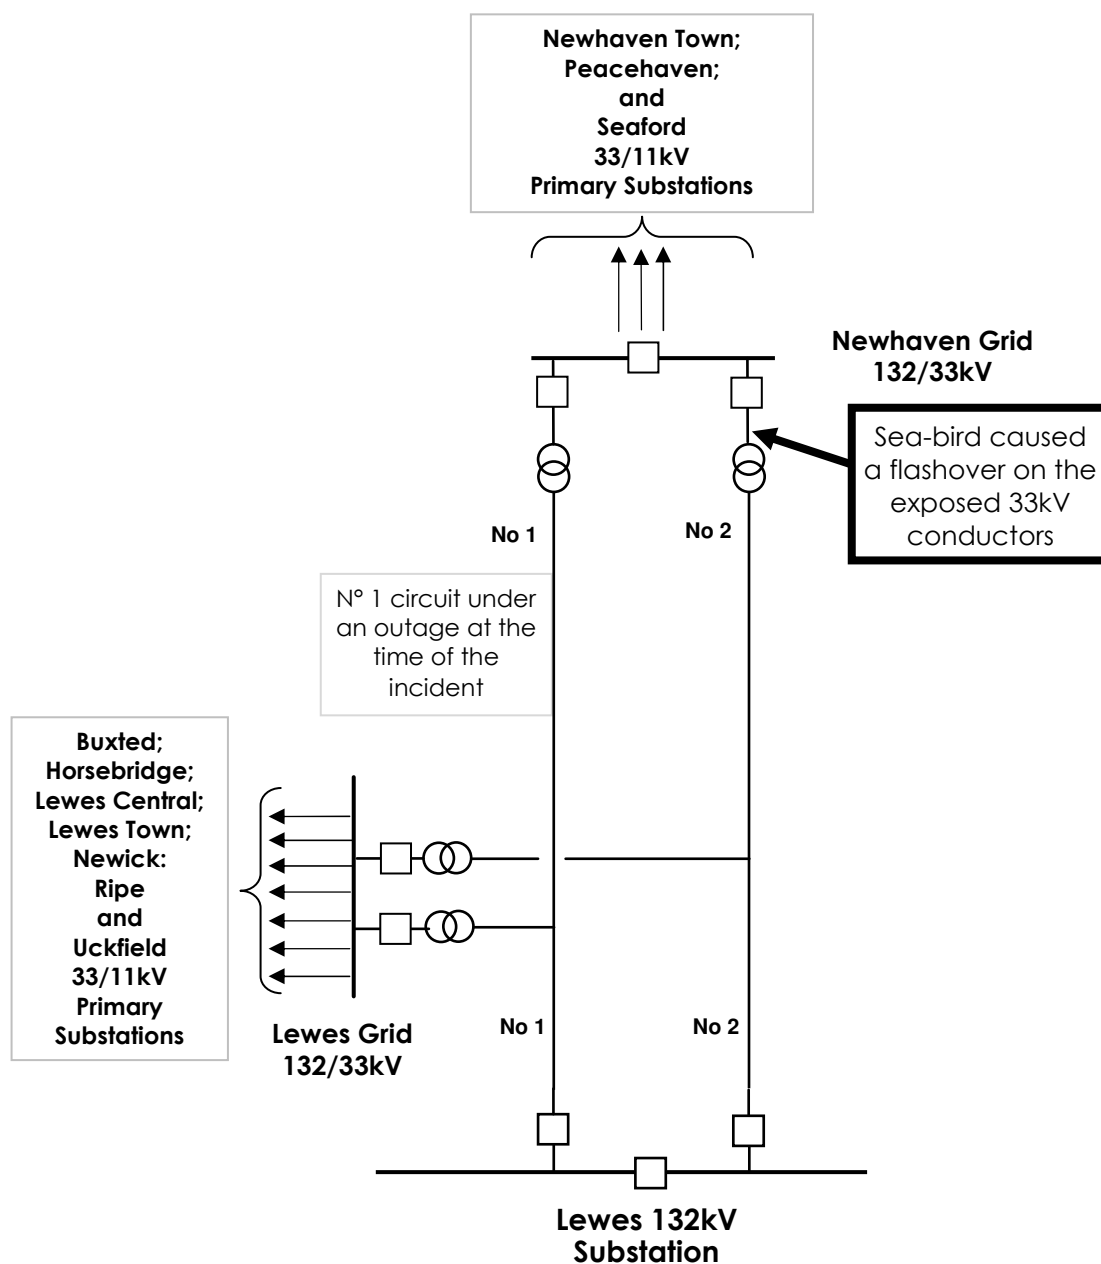 Newhaven Town;
Peacehaven;
and
Seaford
33/11kV
Primary Substations
Newhaven Grid
132/33kV
Sea-bird caused
a flashover on the
exposed 33kV
conductors
No 1
No 2
N° 1 circuit under
an outage at the
time of the
incident
Buxted;
Horsebridge;
Lewes Central;
Lewes Town;
Newick:
Ripe
and
Uckfield
33/11kV
Primary
Substations
Lewes Grid
132/33kV
No 1
No 2
Lewes 132kV
Substation